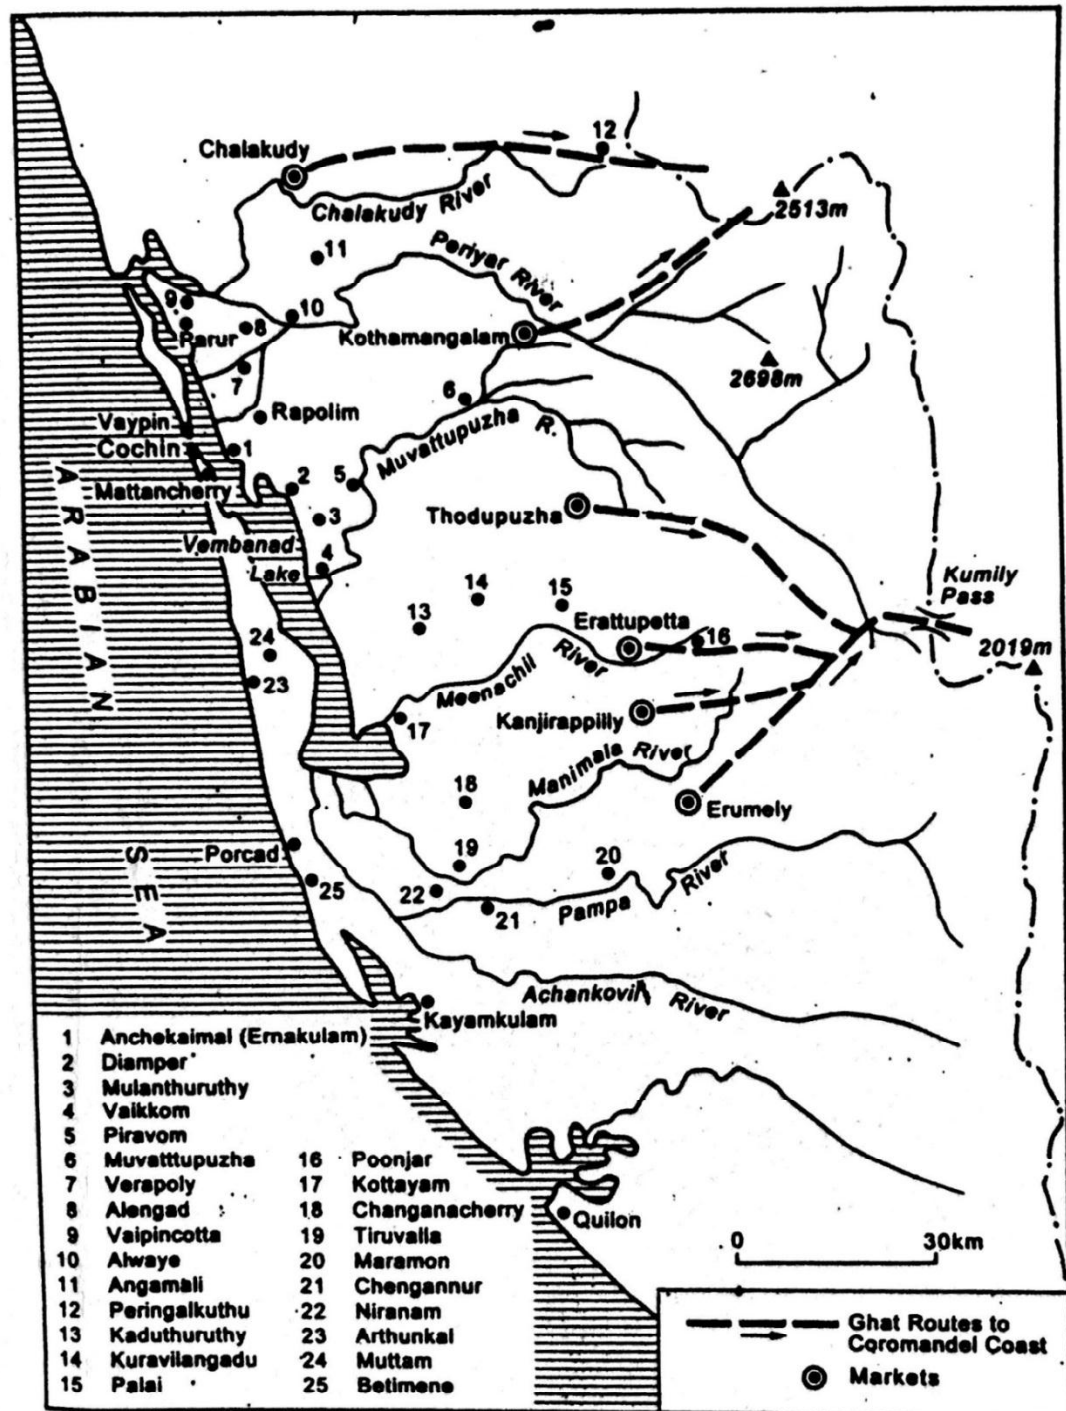 12
Chalakudy
Chalakudy River
2513m
11
Periyar River
9
10
8
Parur
Kothamangalam
7
2698m
6
Rapolim
Vaypin
Muvattupuzha R.
Cochin
1
2
5
Mattancherry
Thodupuzha
3
Vembanad
Lake
4
ARABIAN SEA
Kumily
Pass
14
15
13
Erattupetta
16
24
2019m
23
Meenachil River
17
Kanjirappilly
Manimala River
18
Erumely
Porcad
19
20
25
22
21
Pampa River
Achankovil River
Kayamkulam
1 Anchekaimal (Ernakulam)
2 Diamper
3 Mulanthuruthy
4 Vaikkom
5 Piravom
6 Muvatttupuzha
7 Verapoly
8 Alengad
9 Vaipincotta
10 Alwaye
11 Angamali
12 Peringalkuthu
13 Kaduthuruthy
14 Kuravilangadu
15 Palai
16 Poonjar
17 Kottayam
18 Changanacherry
19 Tiruvalla
20 Maramon
21 Chengannur
22 Niranam
23 Arthunkal
24 Muttam
25 Betimene
Quilon
0 30km
Ghat Routes to
Coromandel Coast
Markets